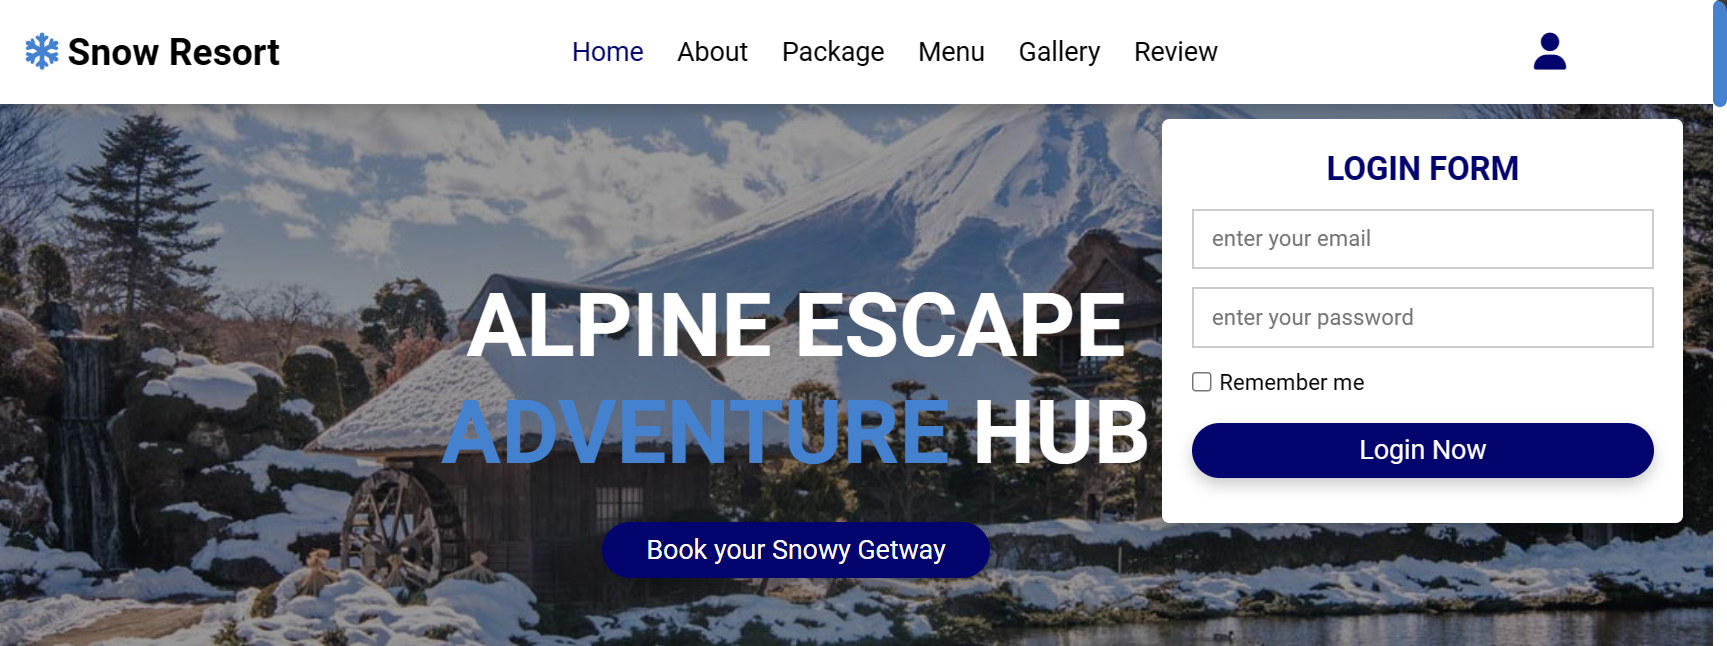 Snow Resort
Home About Package Menu Gallery Review
LOGIN FORM
enter your email
enter your password
Remember me
Login Now
ALPINE ESCAPE
ADVENTURE HUB
Book your Snowy Getway